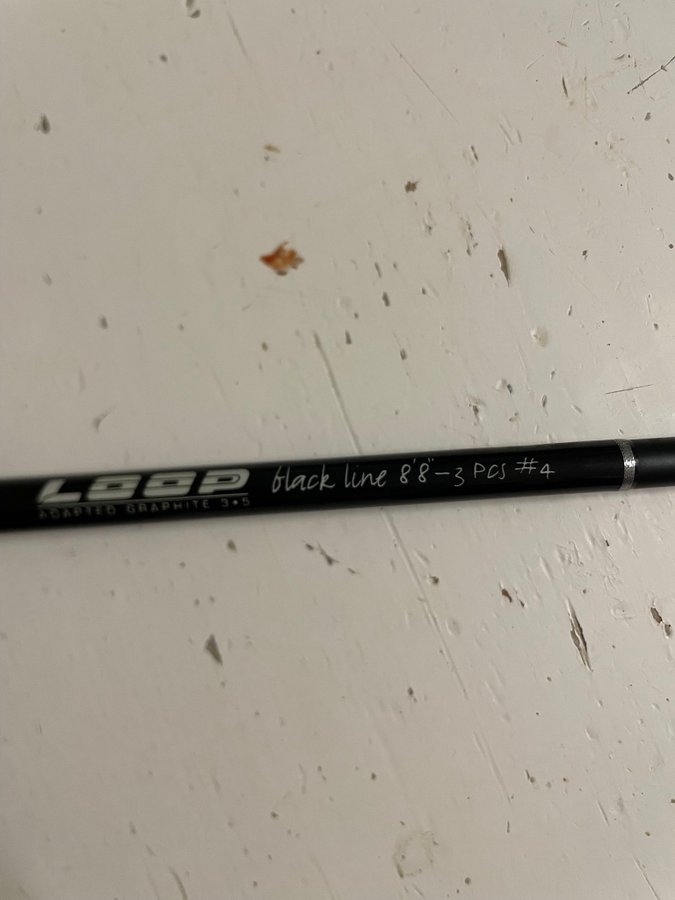 LOOP black line 8'8"-3 PCS #4
ADAPTED GRAPHITE 3•5